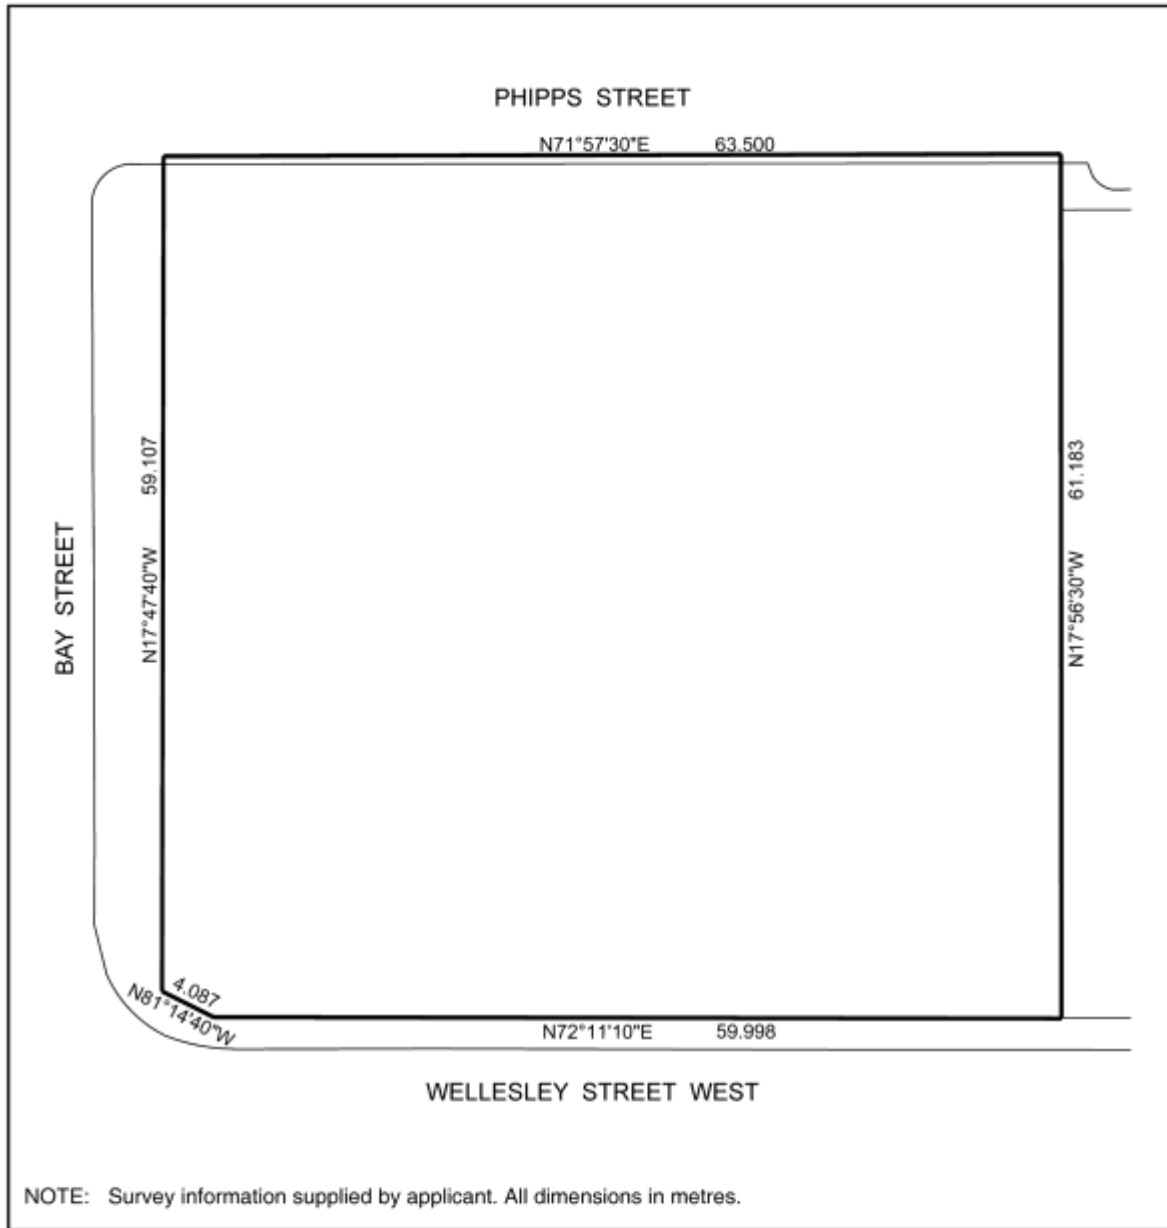 PHIPPS STREET
N71°57'30"E 63.500
59.107
N17°47'40"W
BAY STREET
61.183
N17°56'30"W
4.087
N81°14'40"W
N72°11'10"E 59.998
WELLESLEY STREET WEST
NOTE: Survey information supplied by applicant. All dimensions in metres.